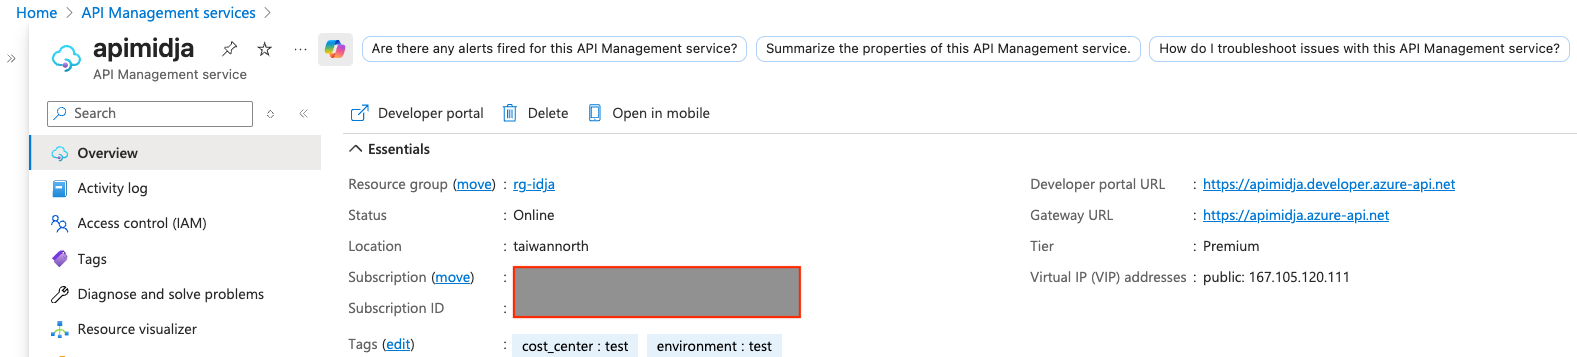 Home > API Management services >
apimidja
API Management service
Are there any alerts fired for this API Management service?
Summarize the properties of this API Management service.
How do I troubleshoot issues with this API Management service?
Search
Developer portal
Delete
Open in mobile
Overview
Activity log
Access control (IAM)
Tags
Diagnose and solve problems
Resource visualizer
Essentials
Resource group (move) : rg-idja
Status : Online
Location : taiwannorth
Subscription (move) :
Subscription ID :
Tags (edit) : cost_center : test environment : test
Developer portal URL : https://apimidja.developer.azure-api.net
Gateway URL : https://apimidja.azure-api.net
Tier : Premium
Virtual IP (VIP) addresses : public: 167.105.120.111